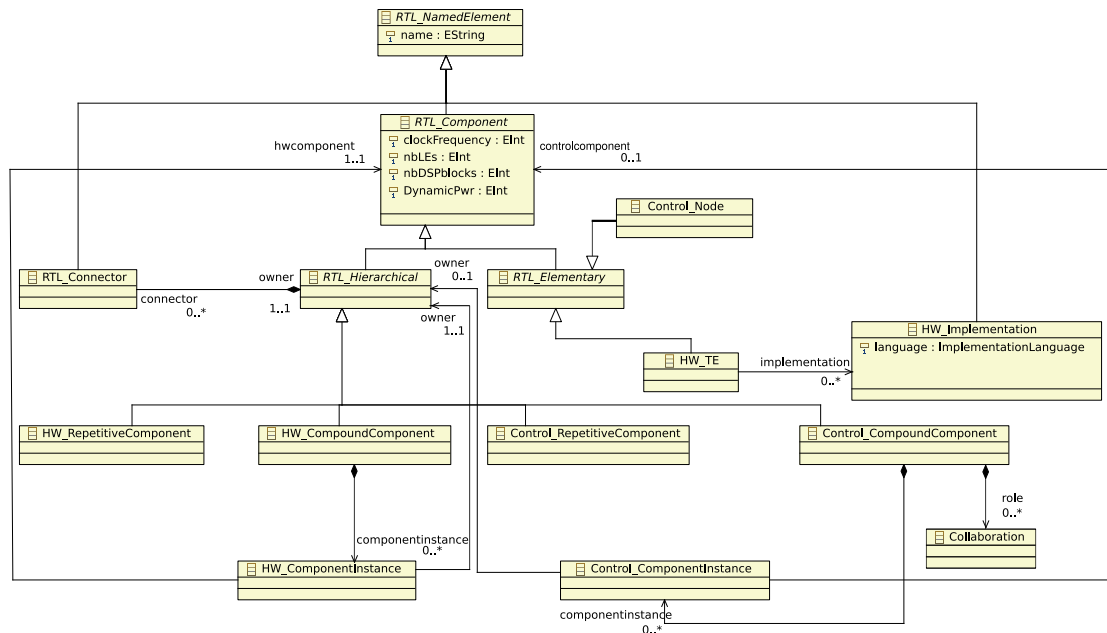 RTL_NamedElement
name : EString
RTL_Component
clockFrequency : EInt
nbLEs : EInt
nbDSPblocks : EInt
DynamicPwr : EInt
hwcomponent
1..1
controlcomponent
0..1
Control_Node
RTL_Connector
connector
0..*
owner
1..1
RTL_Hierarchical
owner
0..1
owner
1..1
RTL_Elementary
HW_Implementation
language : ImplementationLanguage
HW_TE
implementation
0..*
HW_RepetitiveComponent
HW_CompoundComponent
Control_RepetitiveComponent
Control_CompoundComponent
role
0..*
Collaboration
componentinstance
0..*
HW_ComponentInstance
Control_ComponentInstance
componentinstance
0..*